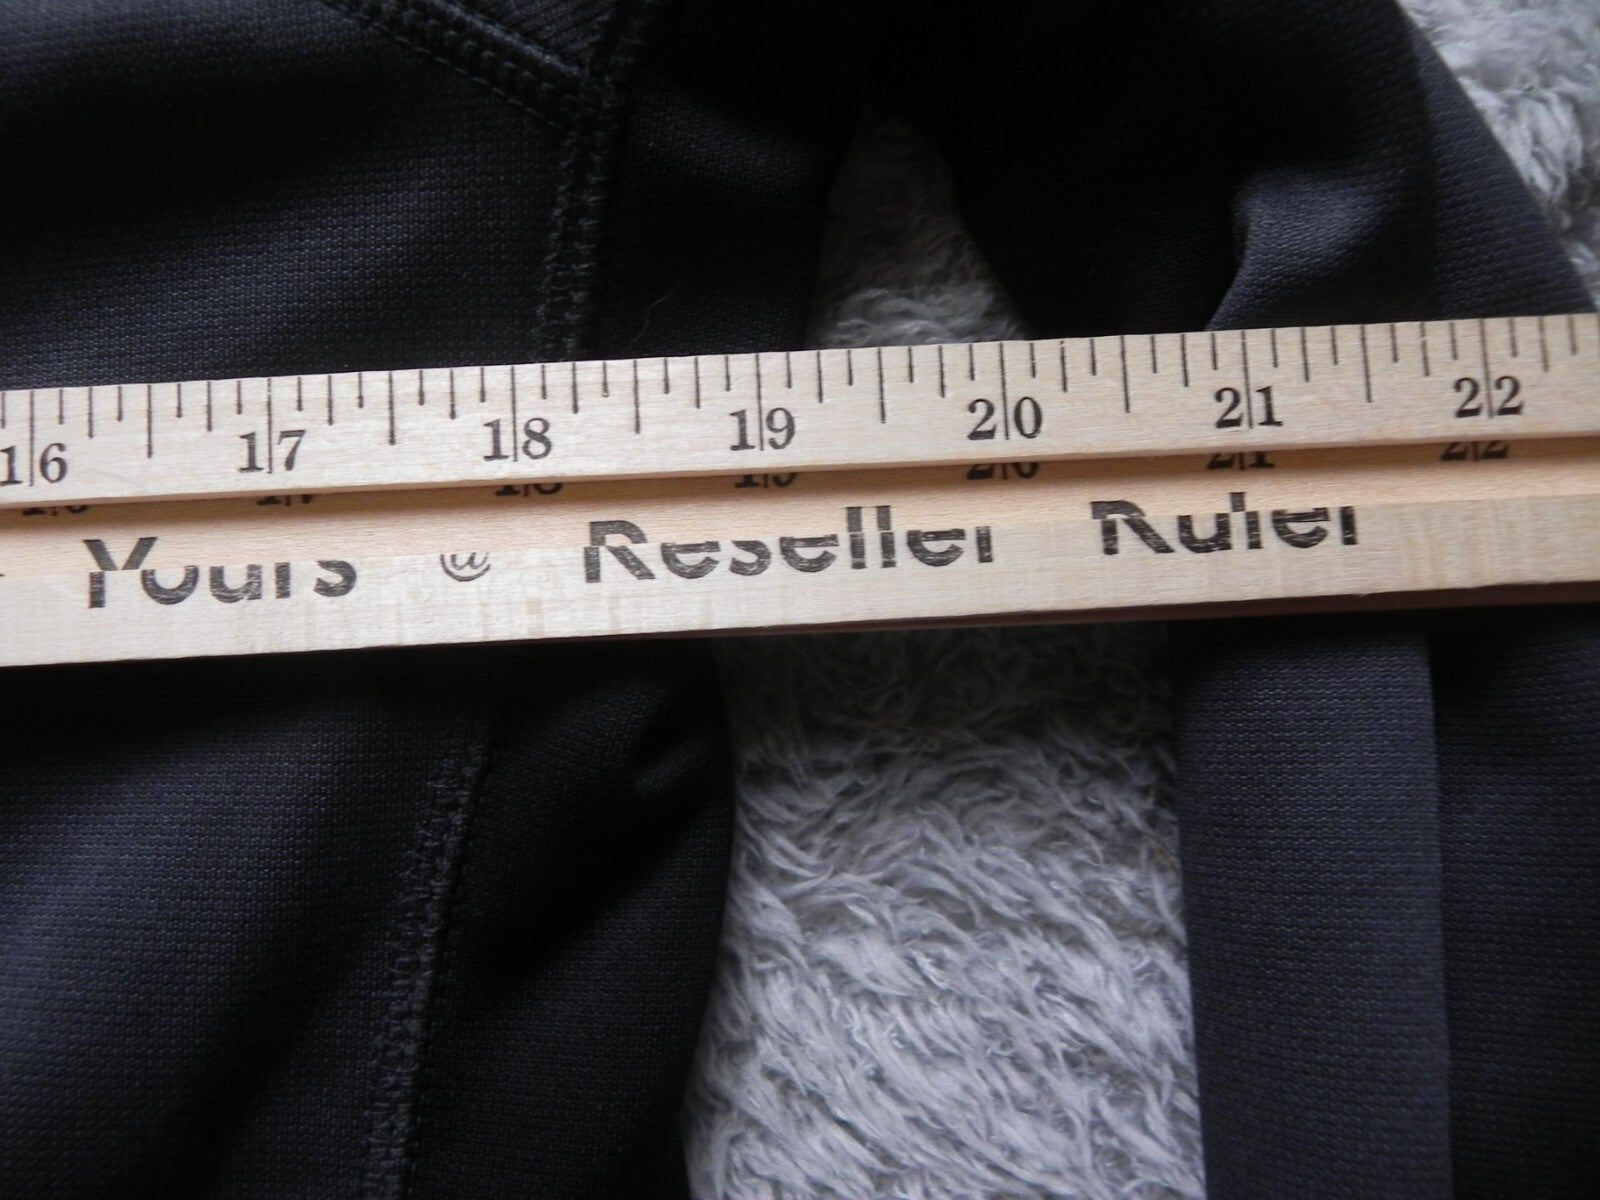 16 17 18 19 20 21 22
Yours @ Reseller Ruler